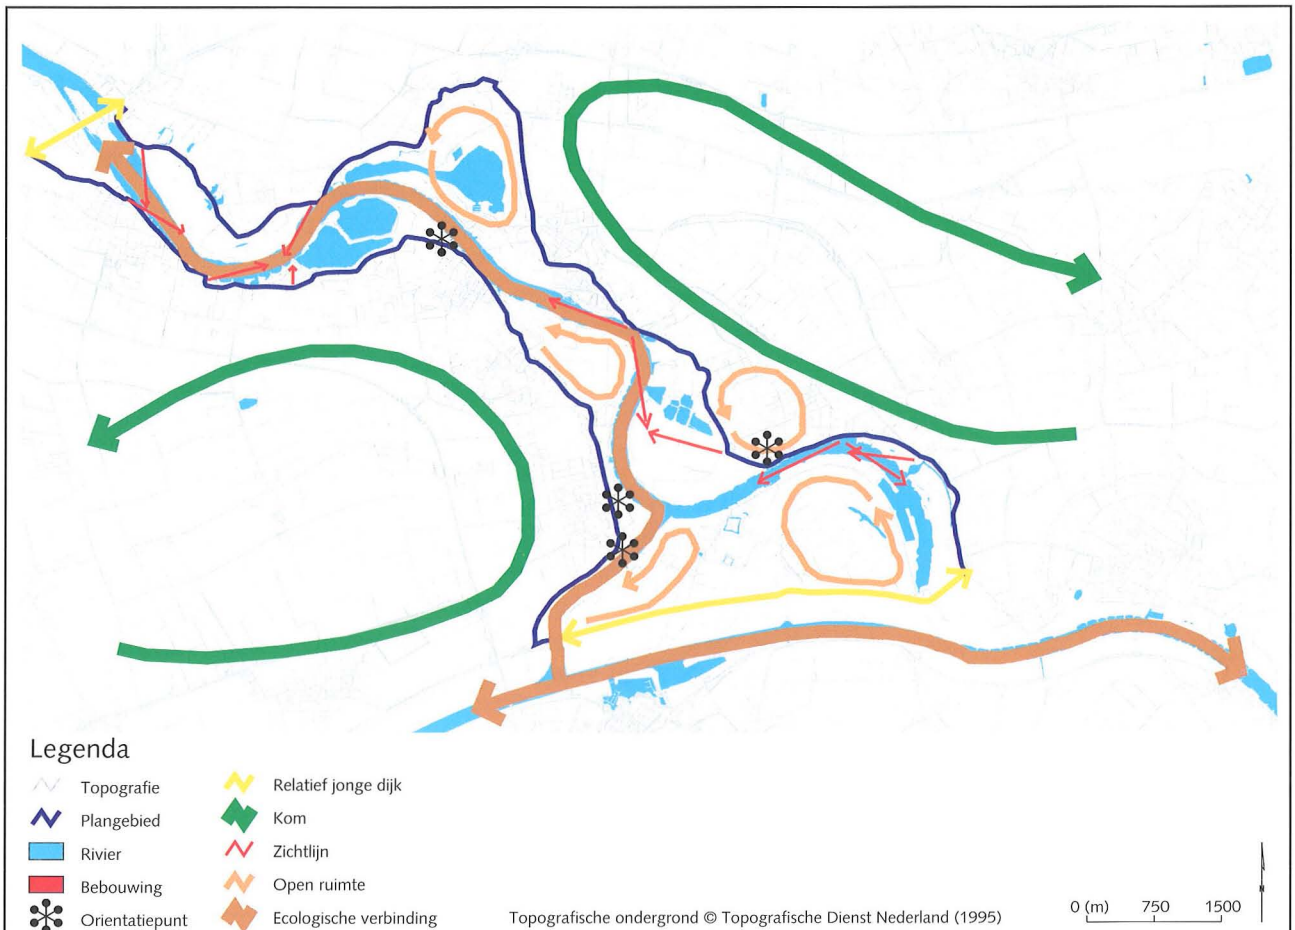 Legenda
Topografie
Plangebied
Rivier
Bebouwing
Orientatiepunt
Relatief jonge dijk
Kom
Zichtlijn
Open ruimte
Ecologische verbinding
Topografische ondergrond © Topografische Dienst Nederland (1995)
0 (m) 750 1500
N